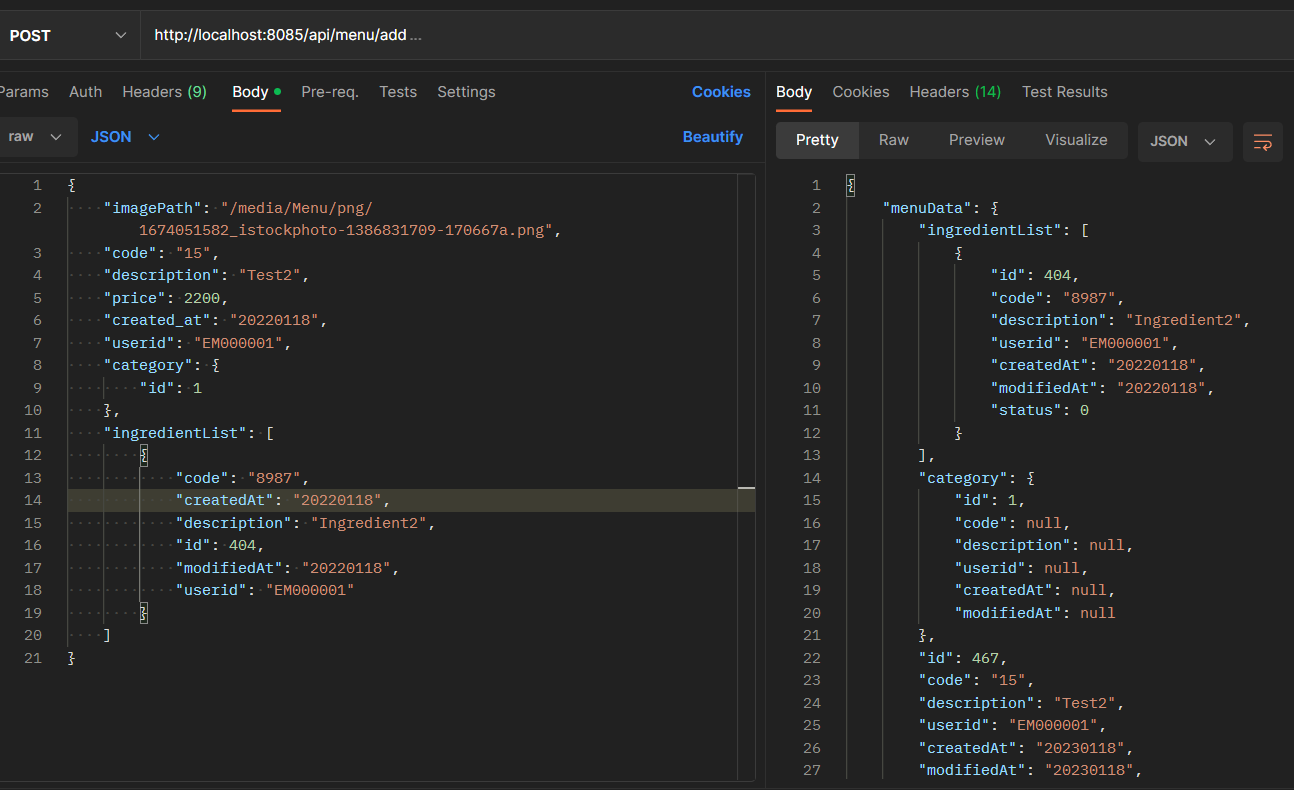 POST http://localhost:8085/api/menu/add ...
Params Auth Headers (9) Body Pre-req. Tests Settings Cookies
raw JSON Beautify
1 {
2 "imagePath": "/media/Menu/png/
1674051582_istockphoto-1386831709-170667a.png",
3 "code": "15",
4 "description": "Test2",
5 "price": 2200,
6 "created_at": "20220118",
7 "userid": "EM000001",
8 "category": {
9 "id": 1
10 },
11 "ingredientList": [
12 {
13 "code": "8987",
14 "createdAt": "20220118",
15 "description": "Ingredient2",
16 "id": 404,
17 "modifiedAt": "20220118",
18 "userid": "EM000001"
19 }
20 ]
21 }
Body Cookies Headers (14) Test Results
Pretty Raw Preview Visualize JSON
1 {
2 "menuData": {
3 "ingredientList": [
4 {
5 "id": 404,
6 "code": "8987",
7 "description": "Ingredient2",
8 "userid": "EM000001",
9 "createdAt": "20220118",
10 "modifiedAt": "20220118",
11 "status": 0
12 }
13 ],
14 "category": {
15 "id": 1,
16 "code": null,
17 "description": null,
18 "userid": null,
19 "createdAt": null,
20 "modifiedAt": null
21 },
22 "id": 467,
23 "code": "15",
24 "description": "Test2",
25 "userid": "EM000001",
26 "createdAt": "20230118",
27 "modifiedAt": "20230118",